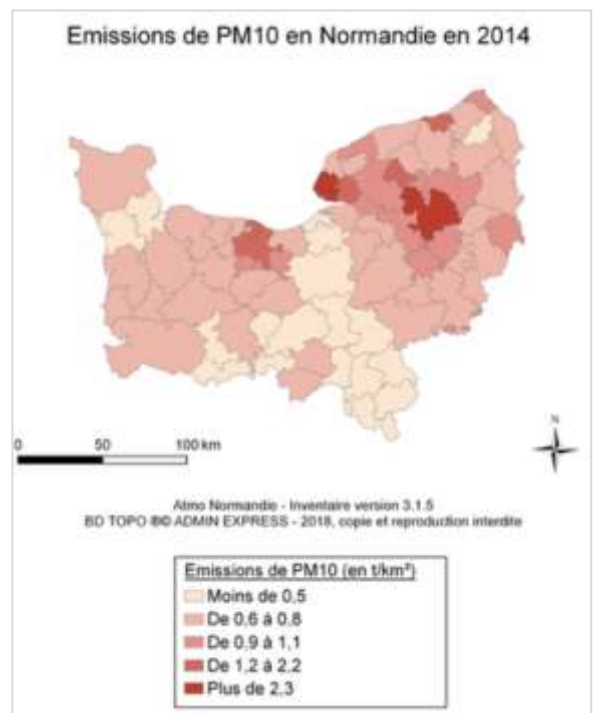 Emissions de PM10 en Normandie en 2014
N
0 50 100 km
Atmo Normandie - Inventaire version 3.1.5
BD TOPO ®© ADMIN EXPRESS - 2018, copie et reproduction interdite
Emissions de PM10 (en t/km²)
Moins de 0,5
De 0,6 à 0,8
De 0,9 à 1,1
De 1,2 à 2,2
Plus de 2,3